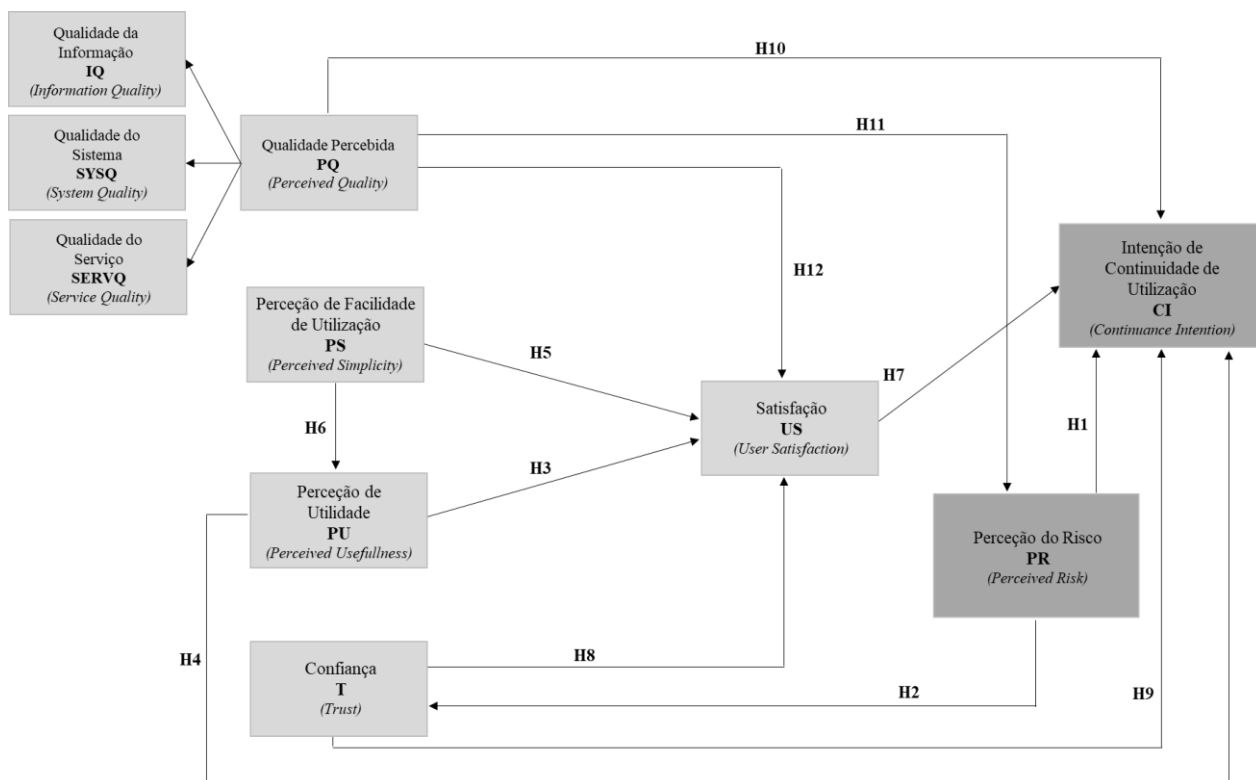 Qualidade da
Informação
IQ
(Information Quality)
H10
Qualidade do
Sistema
SYSQ
(System Quality)
Qualidade Percebida
PQ
(Perceived Quality)
H11
Qualidade do
Serviço
SERVQ
(Service Quality)
H12
Intenção de
Continuidade de
Utilização
CI
(Continuance Intention)
Perceção de Facilidade
de Utilização
PS
(Perceived Simplicity)
H5
H7
H6
Satisfação
US
(User Satisfaction)
H1
H3
Perceção de
Utilidade
PU
(Perceived Usefullness)
Perceção do Risco
PR
(Perceived Risk)
H4
Confiança
T
(Trust)
H8
H2
H9